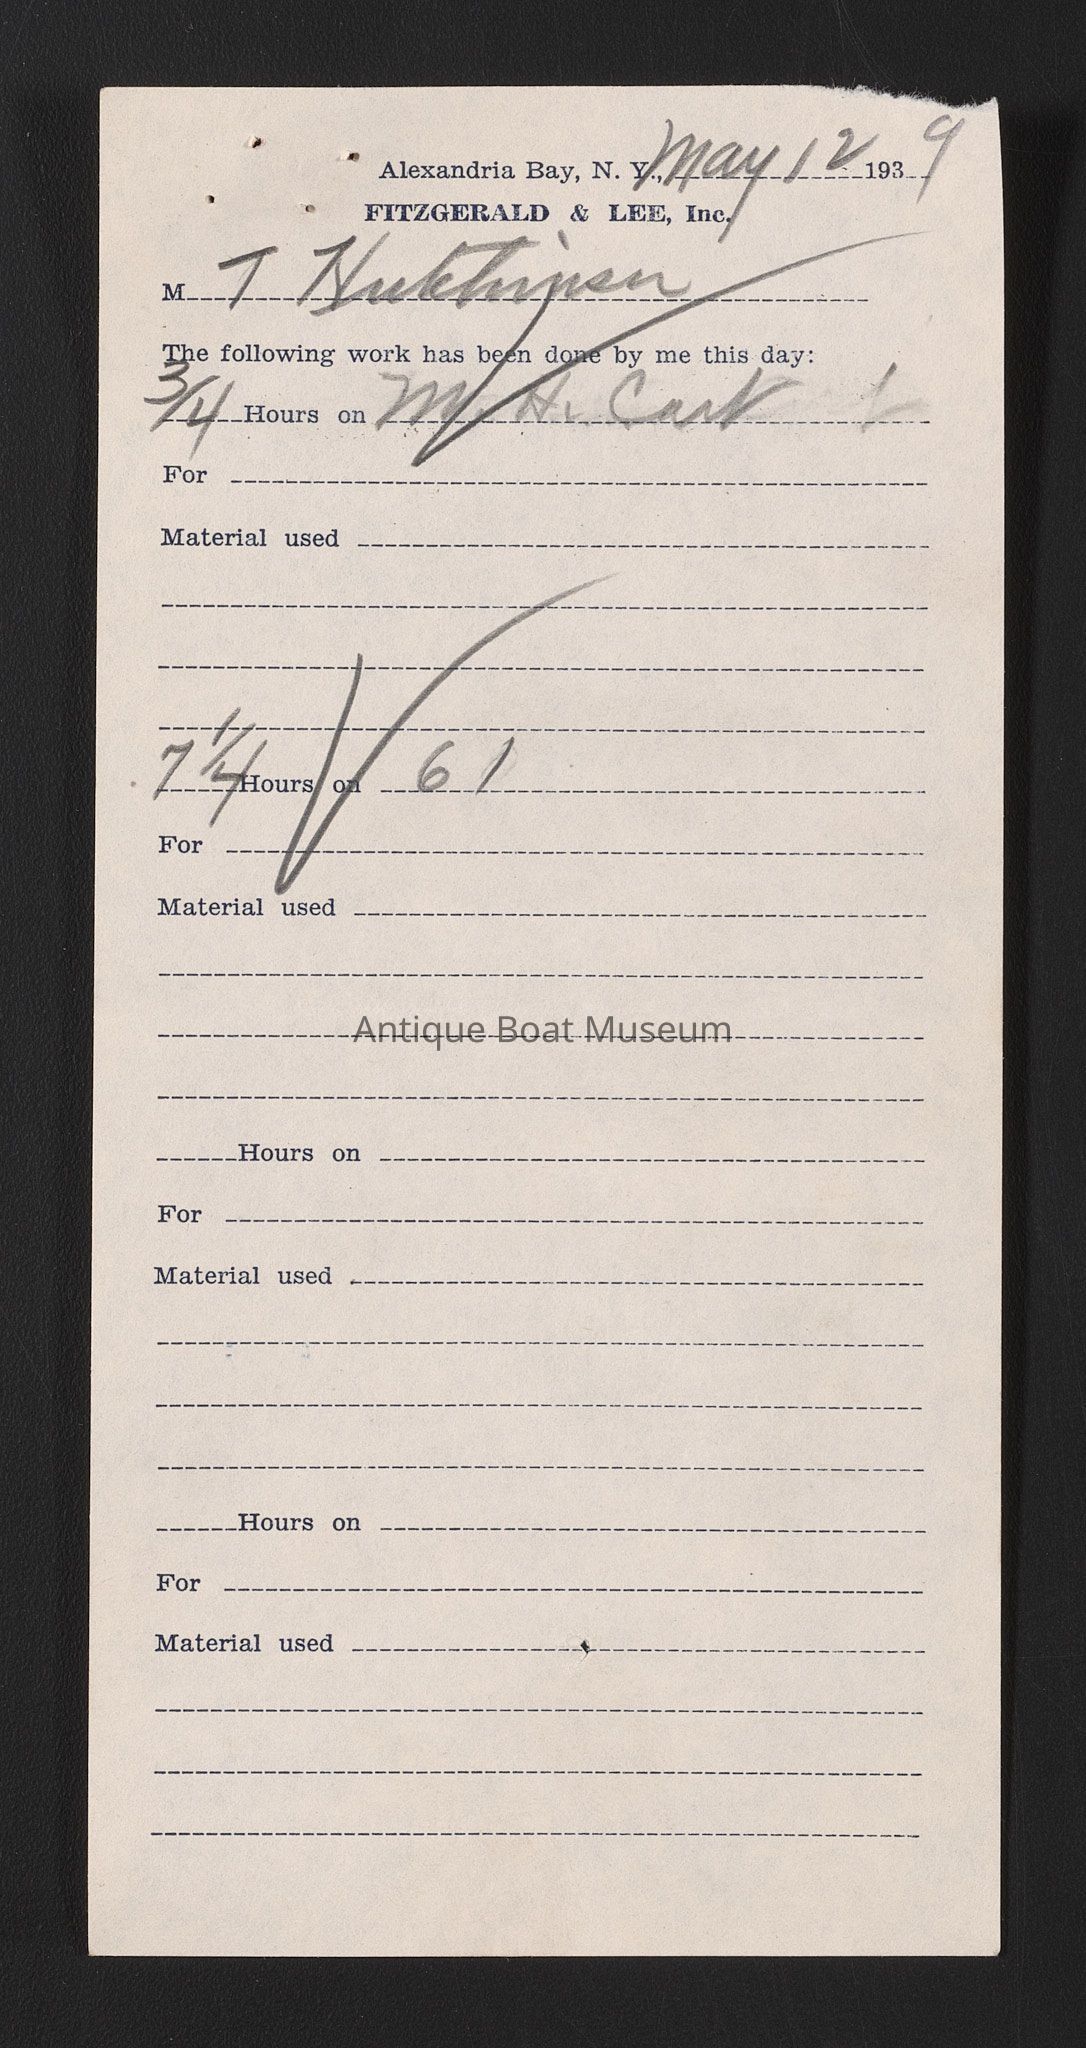 Alexandria Bay, N. Y., May 12 1939
FITZGERALD & LEE, Inc.
M T Hutchinson
The following work has been done by me this day:
3/4 Hours on M. H. 
For
Material used
7 1/4 Hours on 61
For
Material used
Antique Boat Museum
Hours on
For
Material used
Hours on
For
Material used